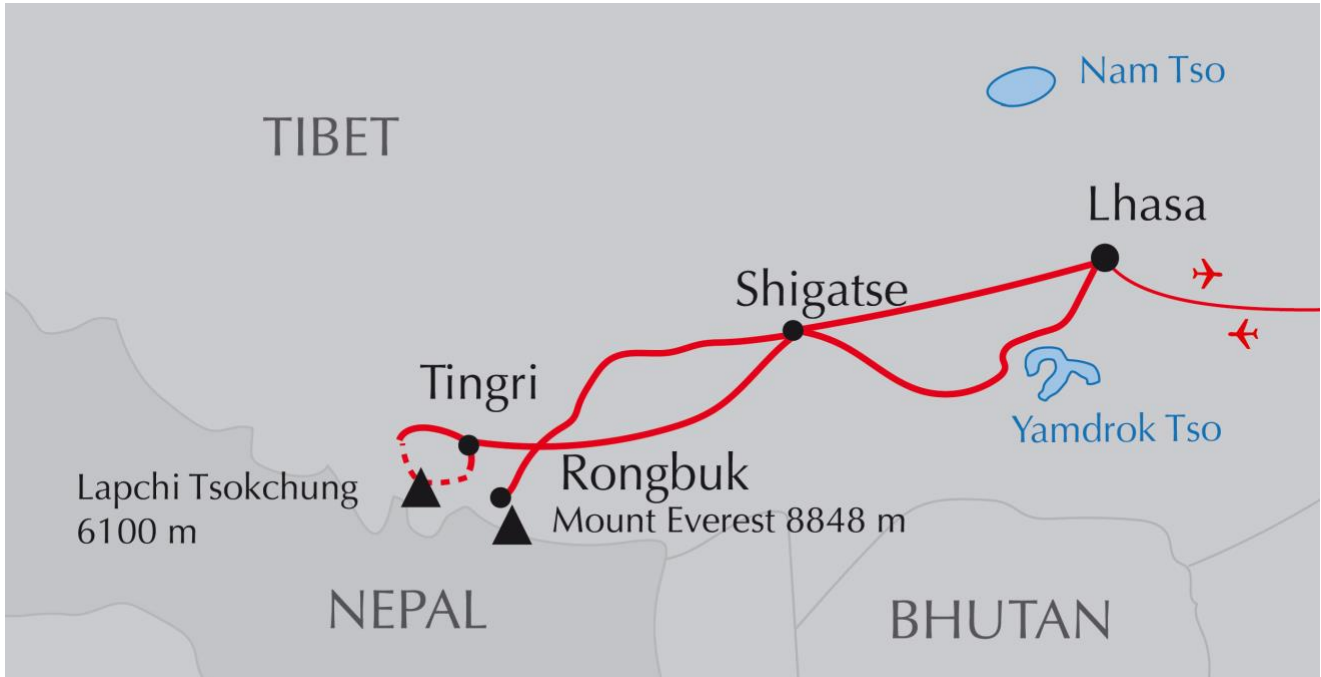 Nam Tso
TIBET
Lhasa
Shigatse
Tingri
Yamdrok Tso
Rongbuk
Lapchi Tsokchung
6100 m
Mount Everest 8848 m
NEPAL
BHUTAN